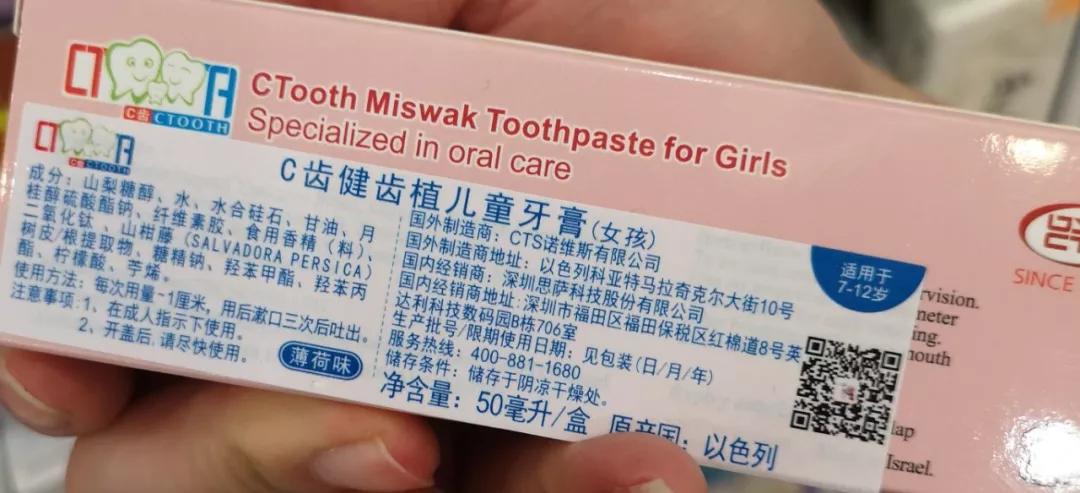 CTooth Miswak Toothpaste for Girls
Specialized in oral care
C齿 CTOOTH
C齿 CTOOTH
C齿健齿植儿童牙膏(女孩)
成分：山梨糖醇、水、水合硅石、甘油、月
桂醇硫酸酯钠、纤维素胶、食用香精（料）、
二氧化钛、山柑藤(SALVADORA PERSICA)
树皮/根提取物、糖精钠、羟苯甲酯、羟苯丙
酯、柠檬酸、苧烯。
使用方法：每次用量~1厘米，用后漱口三次后吐出。
注意事项:1、在成人指示下使用。
2、开盖后,请尽快使用。
薄荷味
国外制造商：CTS诺维斯有限公司
国外制造商地址：以色列科亚特马拉奇克尔大街10号
国内经销商：深圳思萨科技股份有限公司
国内经销商地址：深圳市福田区福田保税区红棉道8号英
达利科技数码园B栋706室
生产批号/限期使用日期：见包装(日/月/年)
服务热线：400-881-1680
储存条件：储存于阴凉干燥处。
净含量：50毫升/盒 原产国：以色列
适用于
7-12岁
SINCE
rvision.
meter
ing.
mouth
lap
Israel.